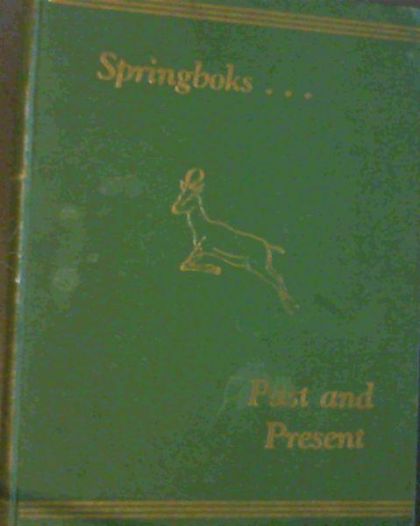 Springboks . . .
Past and
Present